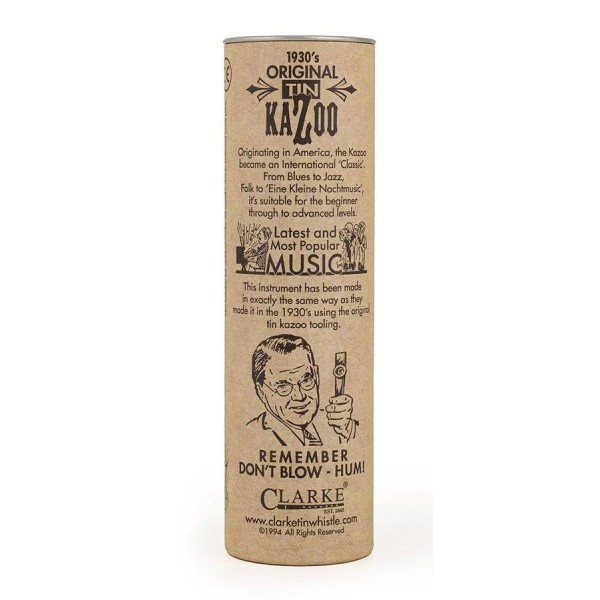 1930's
ORIGINAL
TIN
KAZOO
Originating in America, the Kazoo
became an International 'Classic'.
From Blues to Jazz,
Folk to 'Eine Kleine Nachtmusic',
it's suitable for the beginner
through to advanced levels.
Latest and
Most Popular
MUSIC
This instrument has been made
in exactly the same way as they
made it in the 1930's using the original
tin kazoo tooling.
REMEMBER
DON'T BLOW - HUM!
CLARKE®
EST. 1843
www.clarketinwhistle.com
©1994 All Rights Reserved